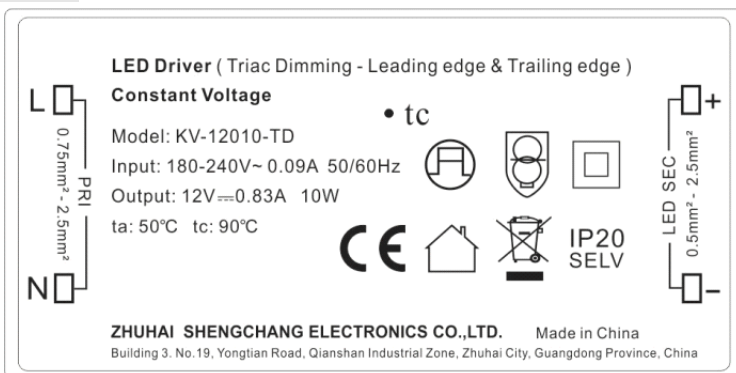 LED Driver ( Triac Dimming - Leading edge & Trailing edge )
Constant Voltage
• tc
Model: KV-12010-TD
Input: 180-240V~ 0.09A 50/60Hz
Output: 12V⎓0.83A 10W
ta: 50℃ tc: 90℃
L
N
PRI
0.75mm² - 2.5mm²
CE
IP20
SELV
+
-
LED SEC
0.5mm² - 2.5mm²
ZHUHAI SHENGCHANG ELECTRONICS CO.,LTD. Made in China
Building 3. No.19, Yongtian Road, Qianshan Industrial Zone, Zhuhai City, Guangdong Province, China